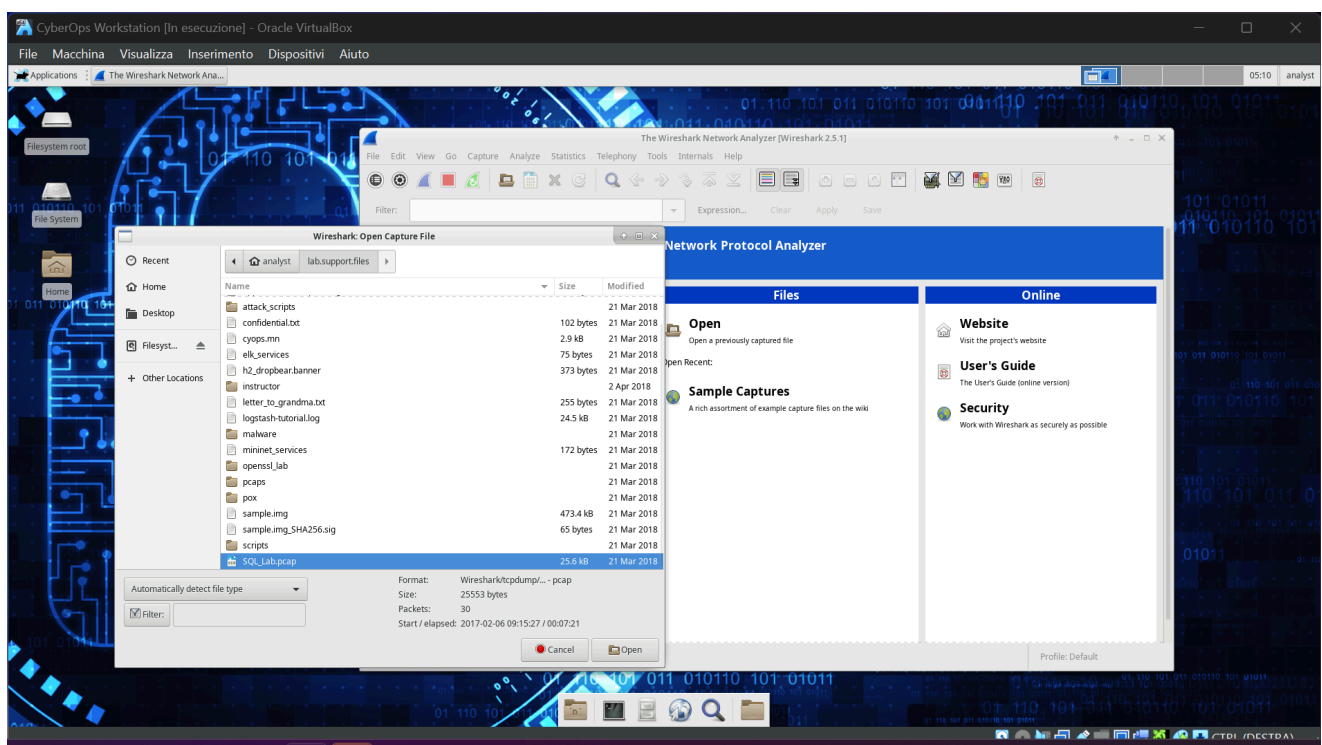 CyberOps Workstation [In esecuzione] - Oracle VirtualBox
File Macchina Visualizza Inserimento Dispositivi Aiuto
Applications The Wireshark Network Ana...
05:10 analyst
Filesystem root
File System
Home
The Wireshark Network Analyzer [Wireshark 2.5.1]
File Edit View Go Capture Analyze Statistics Telephony Tools Internals Help
Filter: Expression... Clear Apply Save
Network Protocol Analyzer
Files
Open
Open a previously captured file
Open Recent:
Sample Captures
A rich assortment of example capture files on the wiki
Online
Website
Visit the project's website
User's Guide
The User's Guide (online version)
Security
Work with Wireshark as securely as possible
Profile: Default
Wireshark: Open Capture File
Recent
Home
Desktop
Filesyst...
Other Locations
analyst lab.support.files
Name Size Modified
attack_scripts 21 Mar 2018
confidential.txt 102 bytes 21 Mar 2018
cyops.mn 2.9 kB 21 Mar 2018
elk_services 75 bytes 21 Mar 2018
h2_dropbear.banner 373 bytes 21 Mar 2018
instructor 2 Apr 2018
letter_to_grandma.txt 255 bytes 21 Mar 2018
logstash-tutorial.log 24.5 kB 21 Mar 2018
malware 21 Mar 2018
mininet_services 172 bytes 21 Mar 2018
openssl_lab 21 Mar 2018
pcaps 21 Mar 2018
pox 21 Mar 2018
sample.img 473.4 kB 21 Mar 2018
sample.img_SHA256.sig 65 bytes 21 Mar 2018
scripts 21 Mar 2018
SQL_Lab.pcap 25.6 kB 21 Mar 2018
Automatically detect file type
Filter:
Format: Wireshark/tcpdump/... - pcap
Size: 25553 bytes
Packets: 30
Start / elapsed: 2017-02-06 09:15:27 / 00:07:21
Cancel Open
CTRL (DESTRA)